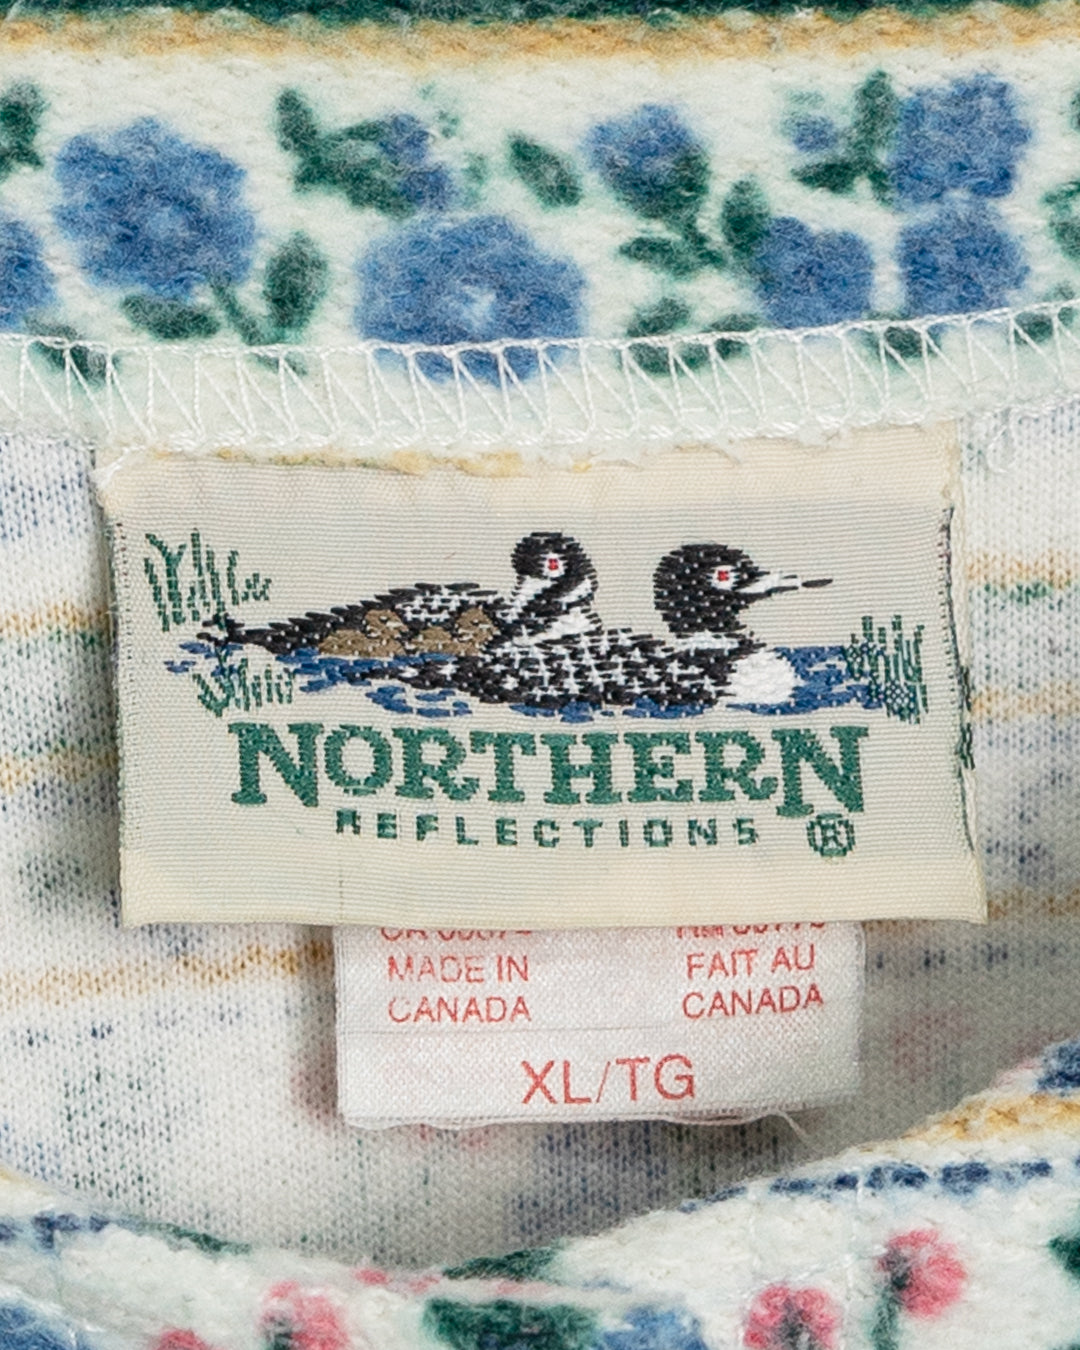 NORTHERN
REFLECTIONS ®
MADE IN
CANADA
FAIT AU
CANADA
XL/TG